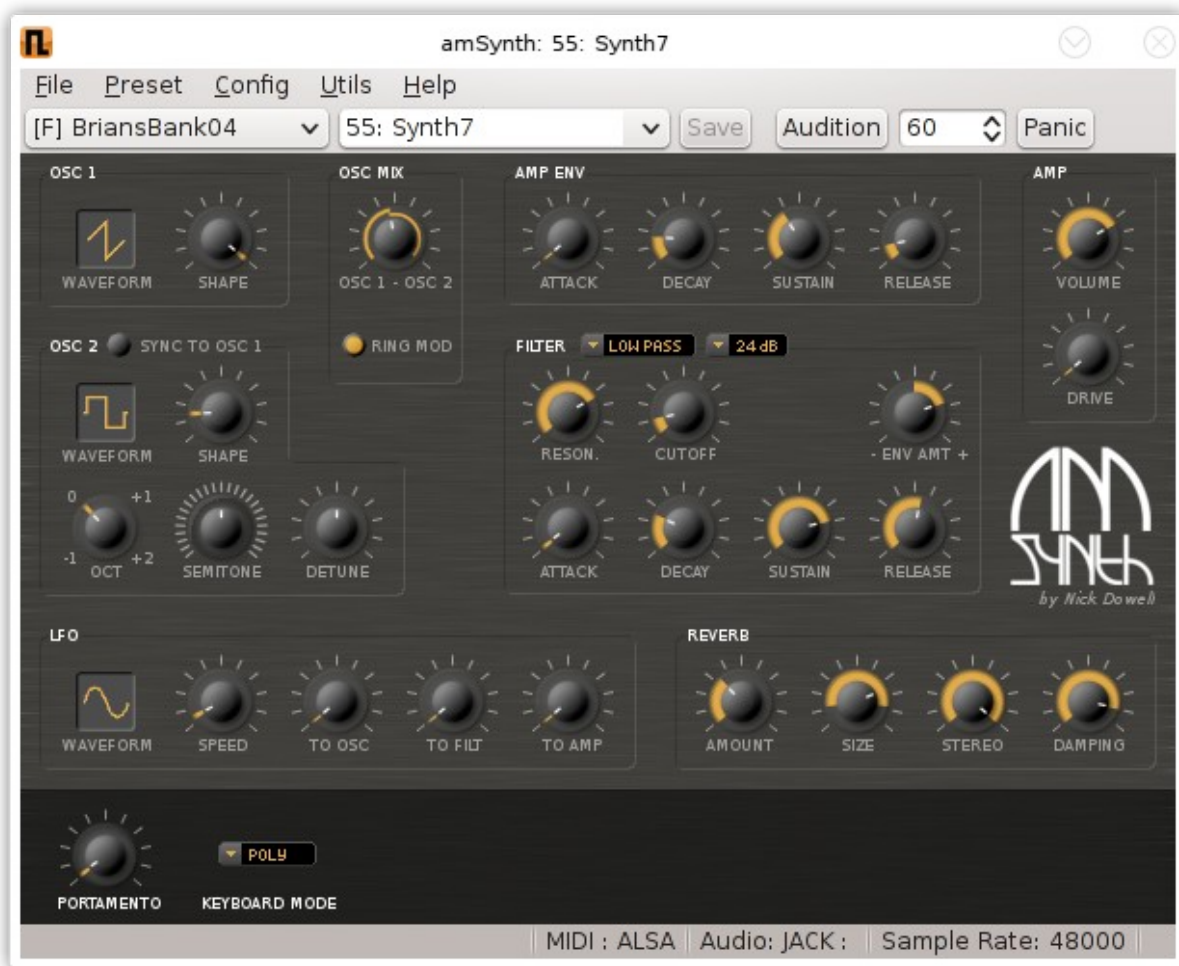 amSynth: 55: Synth7
File Preset Config Utils Help
[F] BriansBank04 55: Synth7 Save Audition 60 Panic
OSC 1 OSC MIX AMP ENV AMP
WAVEFORM SHAPE OSC 1 - OSC 2 ATTACK DECAY SUSTAIN RELEASE VOLUME
OSC 2 SYNC TO OSC 1 RING MOD FILTER LOW PASS 24 dB
DRIVE
WAVEFORM SHAPE RESON. CUTOFF - ENV AMT +
0 +1
-1 +2
OCT SEMITONE DETUNE ATTACK DECAY SUSTAIN RELEASE
AM
SYNTH
by Nick Dowell
LFO REVERB
WAVEFORM SPEED TO OSC TO FILT TO AMP AMOUNT SIZE STEREO DAMPING
POLY
PORTAMENTO KEYBOARD MODE
MIDI : ALSA Audio: JACK : Sample Rate: 48000